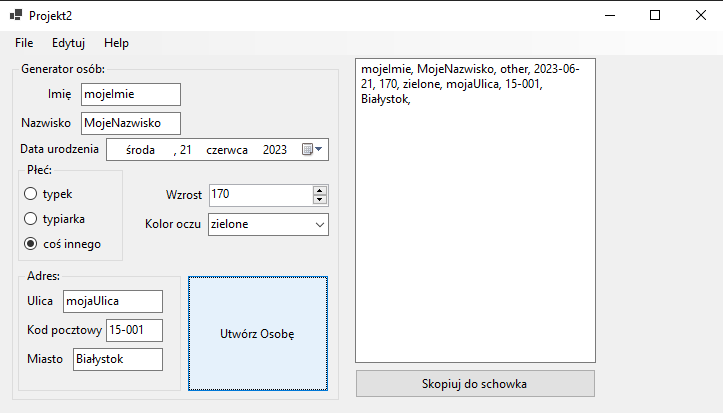 Projekt2
File Edytuj Help
Generator osób:
Imię mojeImie
Nazwisko MojeNazwisko
Data urodzenia środa , 21 czerwca 2023
Płeć:
typek
typiarka
coś innego
Wzrost 170
Kolor oczu zielone
Adres:
Ulica mojaUlica
Kod pocztowy 15-001
Miasto Białystok
Utwórz Osobę
mojeImie, MojeNazwisko, other, 2023-06-
21, 170, zielone, mojaUlica, 15-001,
Białystok,
Skopiuj do schowka